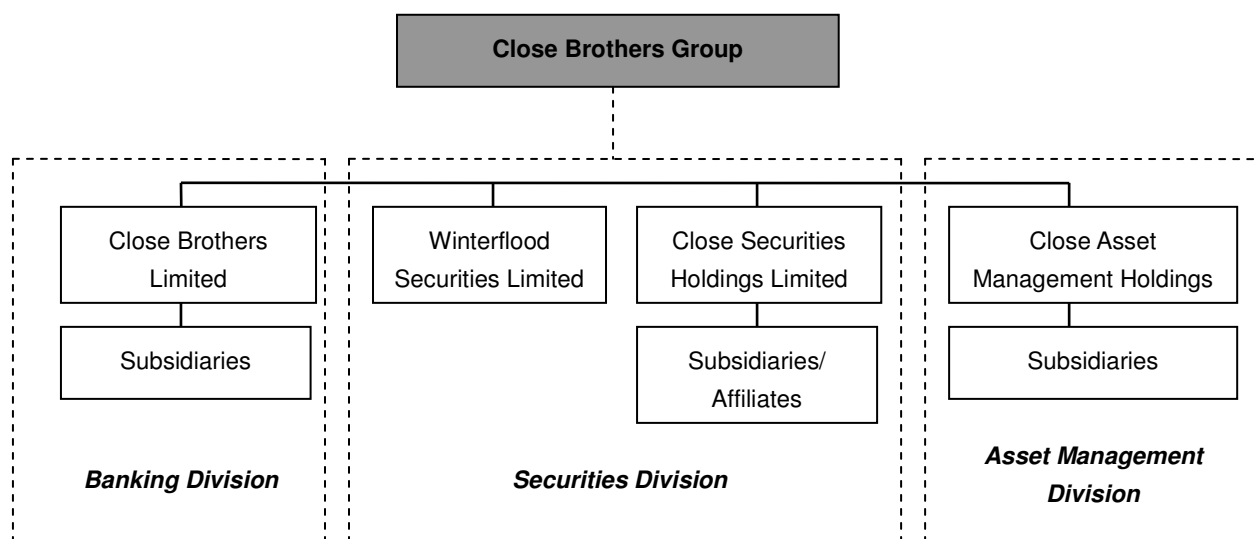 Close Brothers Group
Close Brothers
Limited
Winterflood
Securities Limited
Close Securities
Holdings Limited
Close Asset
Management Holdings
Subsidiaries
Subsidiaries/
Affiliates
Subsidiaries
Banking Division
Securities Division
Asset Management
Division